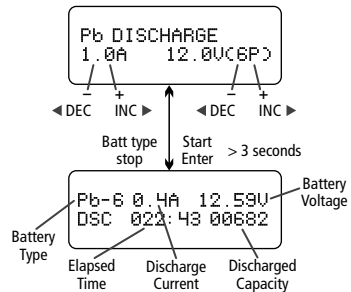 Pb DISCHARGE
1.0A 12.0V(6P)
− + − +
◄ DEC INC ► ◄ DEC INC ►
Batt type stop
Start Enter
> 3 seconds
Pb-6 0.4A 12.59V
DSC 022:43 00682
Battery Voltage
Battery Type
Elapsed Time
Discharge Current
Discharged Capacity